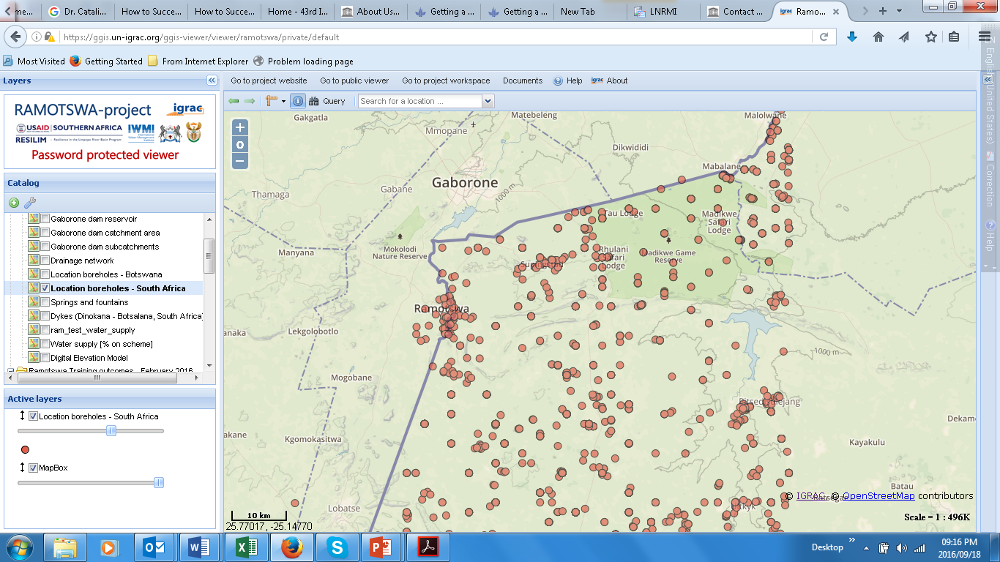 me...
Dr. Catali...
How to Succe...
How to Succe...
Home - 43rd I...
About Us...
Getting a ...
Getting a ...
New Tab
LNRMI
Contact ...
igrac Ramo...
https://ggis.un-igrac.org/ggis-viewer/viewer/ramotswa/private/default
Most Visited
Getting Started
From Internet Explorer
Problem loading page
English (United States)
Correction
Help
Layers
Go to project website
Go to public viewer
Go to project workspace
Documents
Help
igrac About
Query
Search for a location ...
RAMOTSWA-project igrac
USAID SOUTHERN AFRICA
RESILIM - Resilience in the Limpopo River Basin Program
IWMI
International Water Management Institute
Password protected viewer
Catalog
Gaborone dam reservoir
Gaborone dam catchment area
Gaborone dam subcatchments
Drainage network
Location boreholes - Botswana
Location boreholes - South Africa
Springs and fountains
Dykes (Dinokana - Botsalana, South Africa)
ram_test_water_supply
Water supply [% on scheme]
Digital Elevation Model
Ramotswa Training outcomes - February 2016
Active layers
Location boreholes - South Africa
MapBox
Gakgatla
Matebeleng
Malolwane
Mmopane
Dikwididi
Mabalane
Gaborone
Gabane
1000 m
Thamaga
Tau Lodge
Madikwe Safari Lodge
Manyana
Mokolodi
Nature Reserve
Rhulani Safari Lodge
Madikwe Game Reserve
Ramotswa
anaka
Lekgolobotlo
1000 m
Mogobane
Pitsedisulejang
Dekam
akane
Kgomokasitwa
Kayakulu
Batau
Lobatse
© IGRAC, © OpenStreetMap contributors
10 km
25.77017, -25.14770
Scale = 1 : 496K
Desktop
09:16 PM
2016/09/18